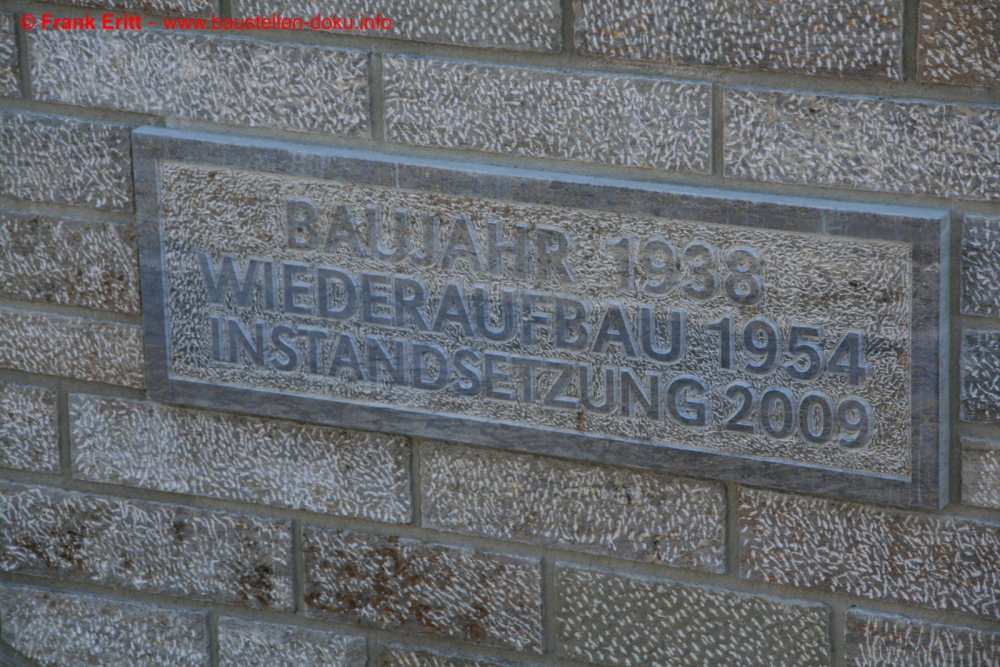 © Frank Eritt – www.baustellen-doku.info
BAUJAHR 1938
WIEDERAUFBAU 1954
INSTANDSETZUNG 2009